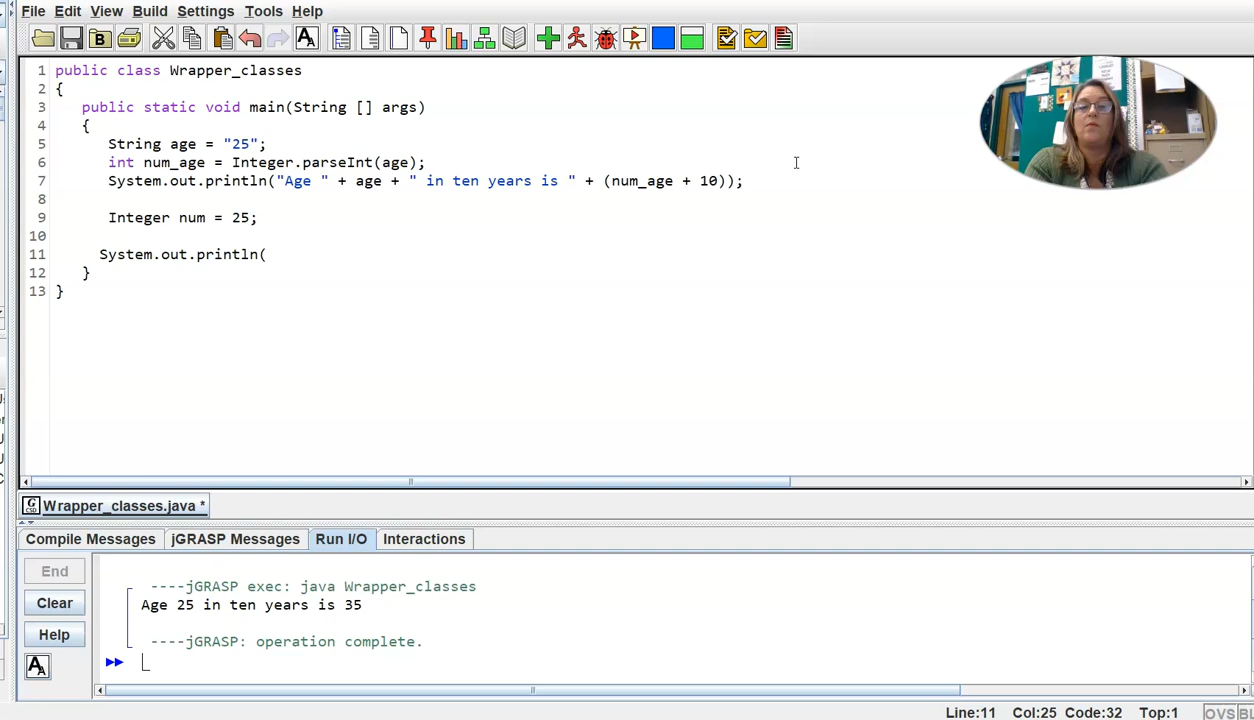 File Edit View Build Settings Tools Help
1 public class Wrapper_classes
2 {
3 public static void main(String [] args)
4 {
5 String age = "25";
6 int num_age = Integer.parseInt(age);
7 System.out.println("Age " + age + " in ten years is " + (num_age + 10));
8
9 Integer num = 25;
10
11 System.out.println(
12 }
13 }
Wrapper_classes.java *
Compile Messages jGRASP Messages Run I/O Interactions
End
Clear
Help
----jGRASP exec: java Wrapper_classes
Age 25 in ten years is 35
----jGRASP: operation complete.
Line:11 Col:25 Code:32 Top:1 OVS BL